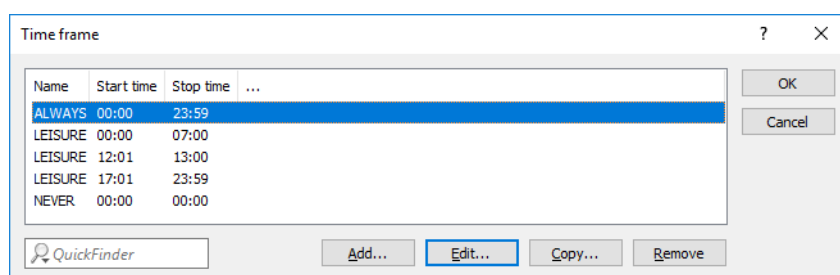 Time frame ?
Name Start time Stop time ...
OK
ALWAYS 00:00 23:59
LEISURE 00:00 07:00
Cancel
LEISURE 12:01 13:00
LEISURE 17:01 23:59
NEVER 00:00 00:00
QuickFinder Add... Edit... Copy... Remove